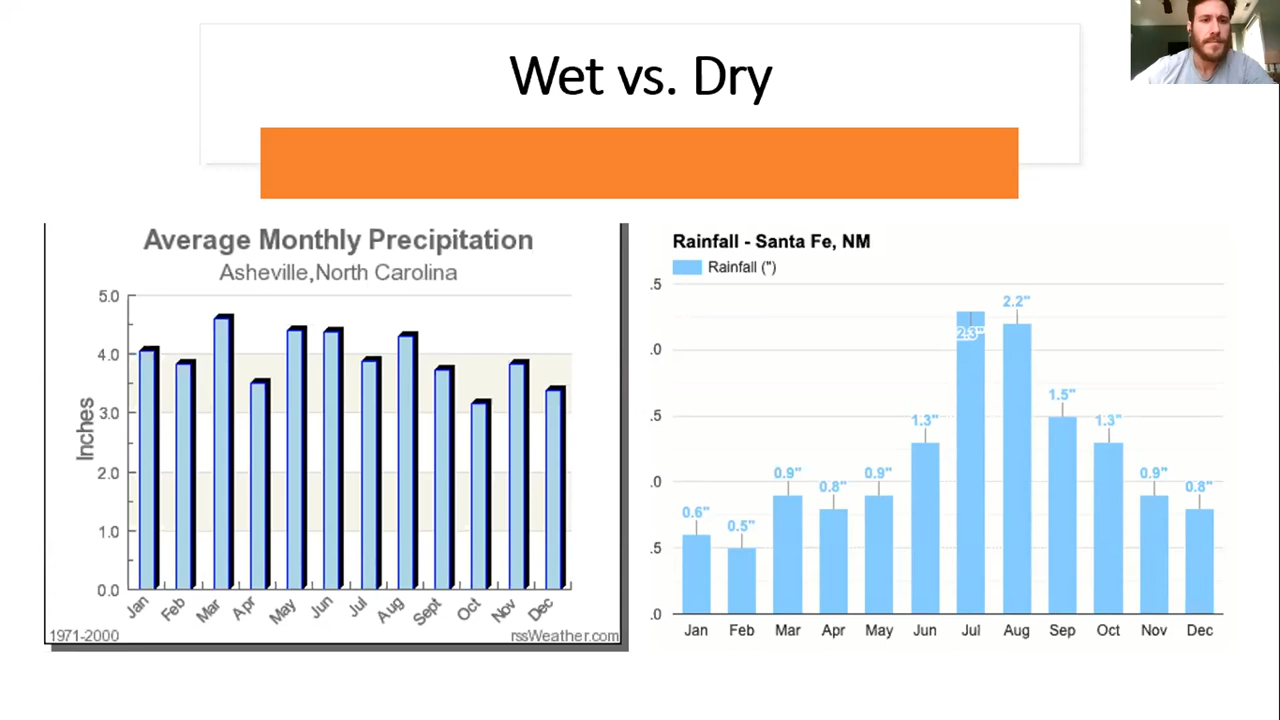 Wet vs. Dry
Average Monthly Precipitation
Asheville,North Carolina
5.0
4.0
3.0
2.0
1.0
0.0
Inches
Jan Feb Mar Apr May Jun Jul Aug Sept Oct Nov Dec
1971-2000 rssWeather.com
Rainfall - Santa Fe, NM
Rainfall (")
.5
.0
.5
.0
.5
.0
0.6" 0.5" 0.9" 0.8" 0.9" 1.3" 2.3" 2.2" 1.5" 1.3" 0.9" 0.8"
Jan Feb Mar Apr May Jun Jul Aug Sep Oct Nov Dec